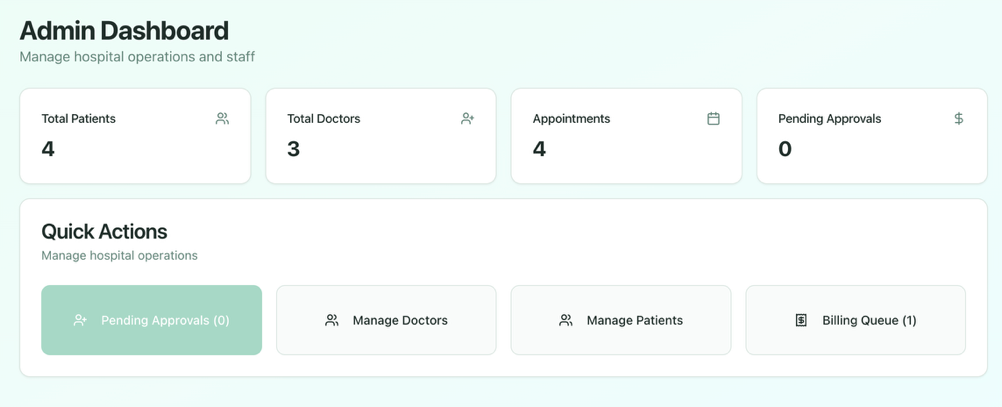 Admin Dashboard
Manage hospital operations and staff
Total Patients
4
Total Doctors
3
Appointments
4
Pending Approvals
0
Quick Actions
Manage hospital operations
Pending Approvals (0)
Manage Doctors
Manage Patients
Billing Queue (1)